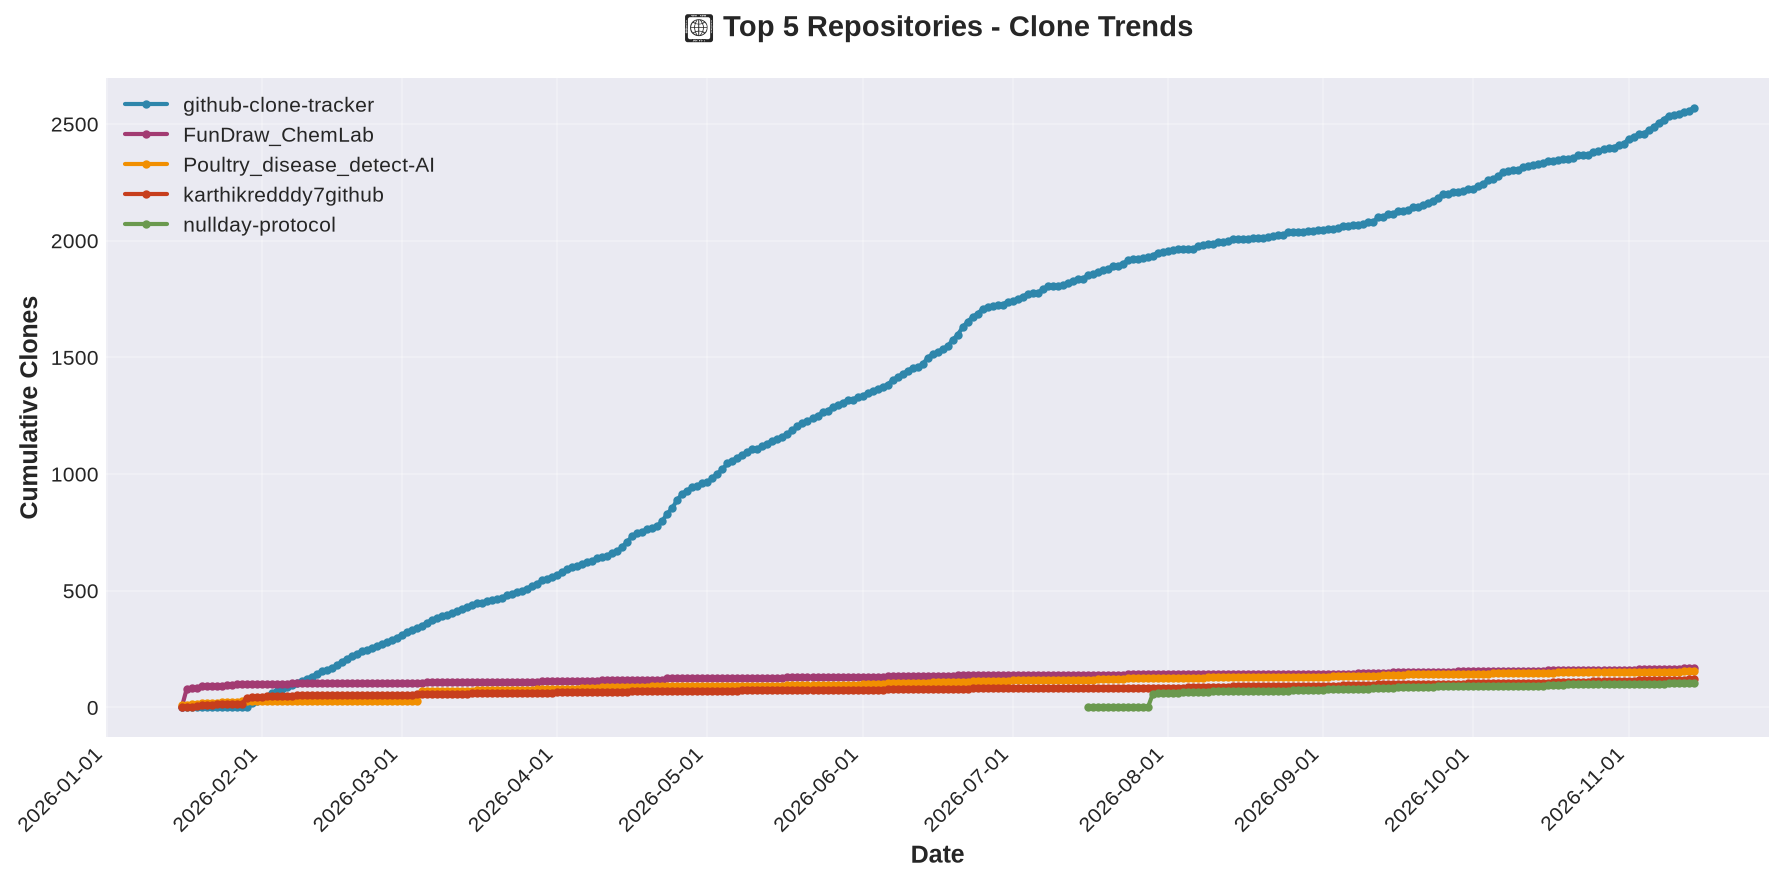 Top 5 Repositories - Clone Trends
github-clone-tracker
FunDraw_ChemLab
Poultry_disease_detect-AI
karthikredddy7github
nullday-protocol
Cumulative Clones
2500
2000
1500
1000
500
0
2026-01-01
2026-02-01
2026-03-01
2026-04-01
2026-05-01
2026-06-01
2026-07-01
2026-08-01
2026-09-01
2026-10-01
2026-11-01
Date